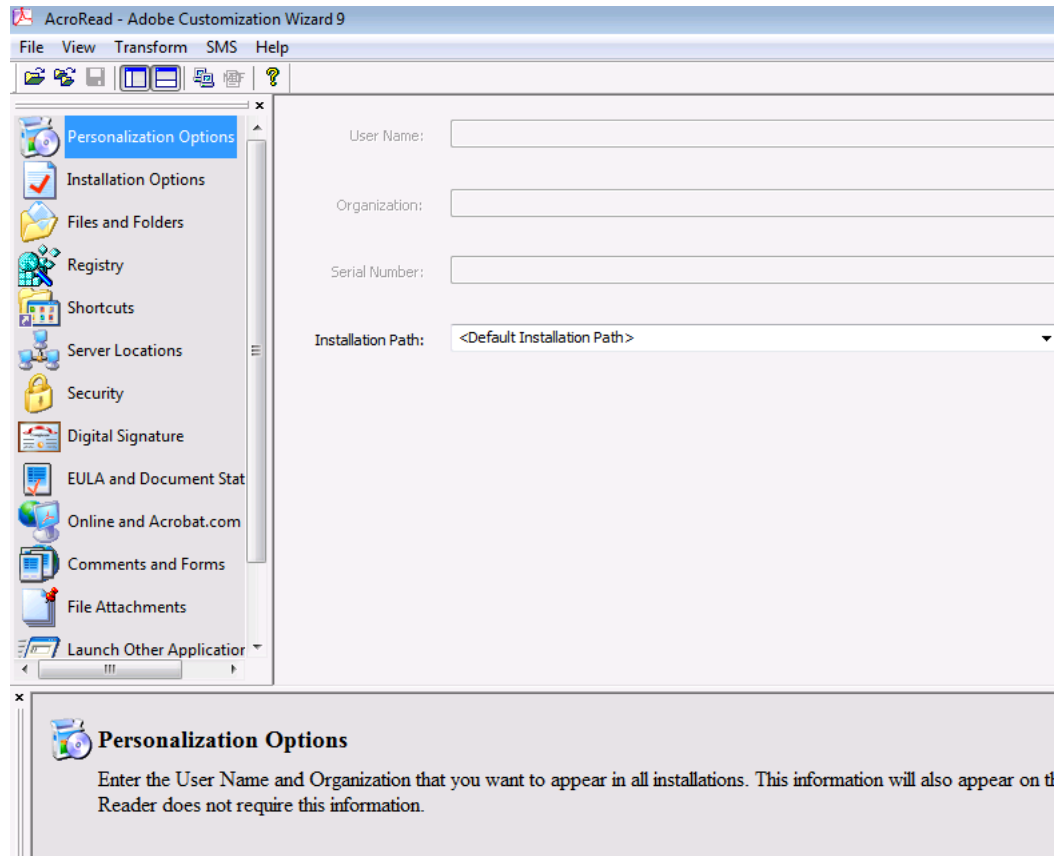 AcroRead - Adobe Customization Wizard 9
File View Transform SMS Help
Personalization Options
Installation Options
Files and Folders
Registry
Shortcuts
Server Locations
Security
Digital Signature
EULA and Document Stat
Online and Acrobat.com
Comments and Forms
File Attachments
Launch Other Application
User Name:
Organization:
Serial Number:
Installation Path: <Default Installation Path>
Personalization Options
Enter the User Name and Organization that you want to appear in all installations. This information will also appear on th
Reader does not require this information.